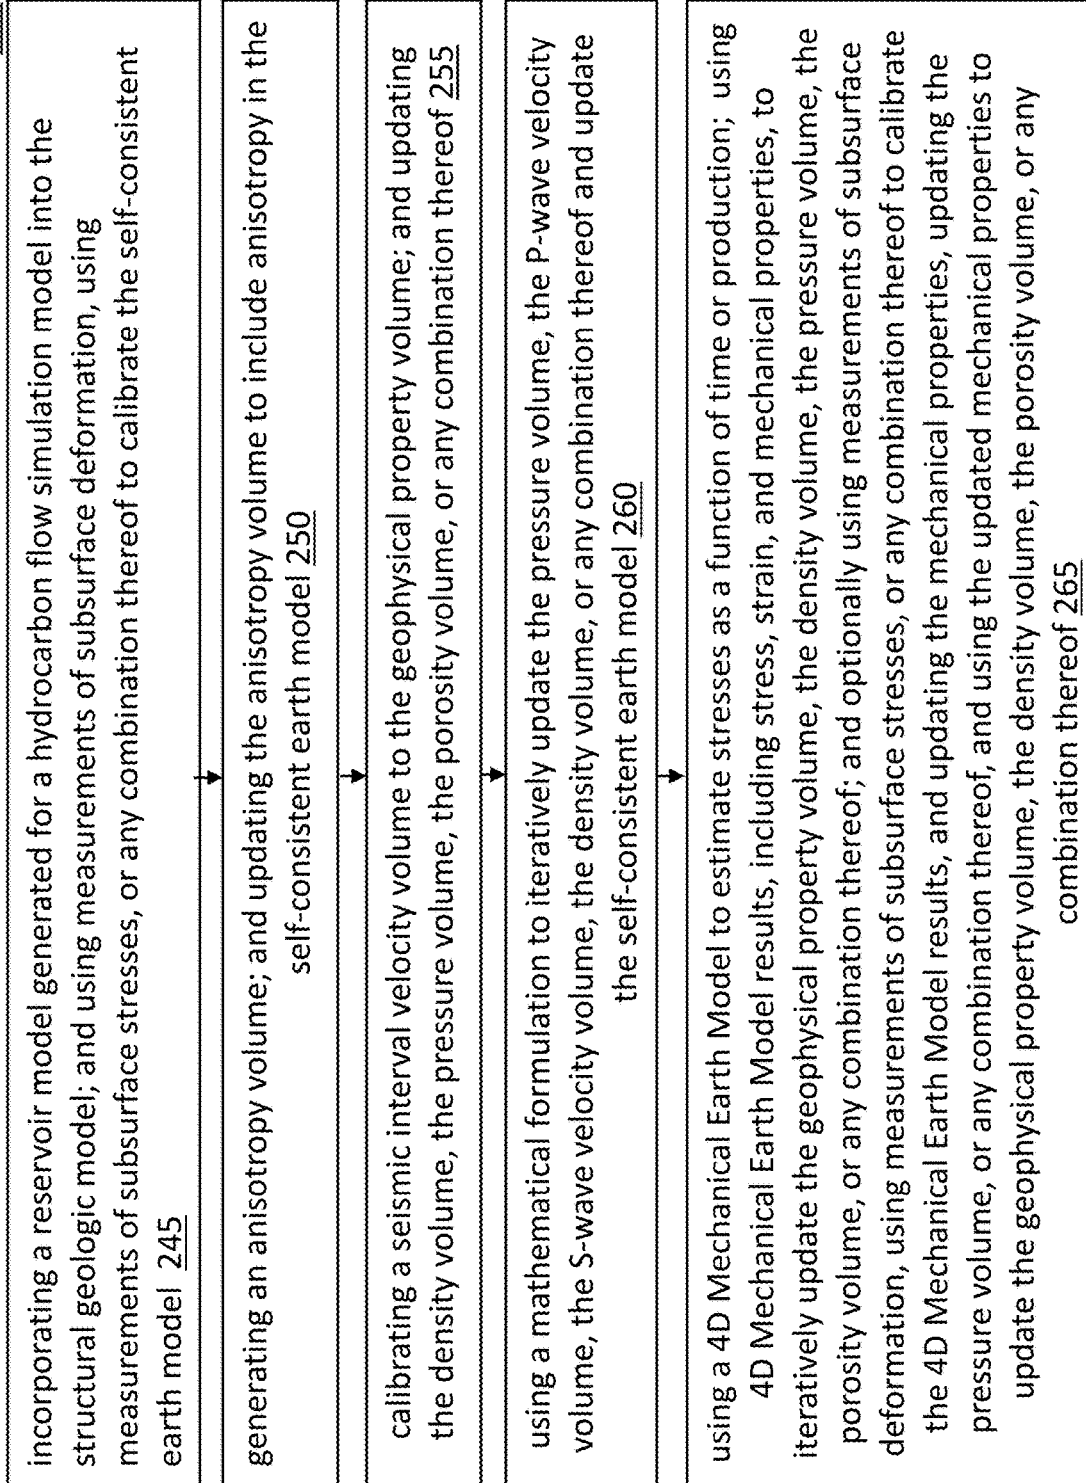 incorporating a reservoir model generated for a hydrocarbon flow simulation model into the
structural geologic model; and using measurements of subsurface deformation, using
measurements of subsurface stresses, or any combination thereof to calibrate the self-consistent
earth model 245
generating an anisotropy volume; and updating the anisotropy volume to include anisotropy in the
self-consistent earth model 250
calibrating a seismic interval velocity volume to the geophysical property volume; and updating
the density volume, the pressure volume, the porosity volume, or any combination thereof 255
using a mathematical formulation to iteratively update the pressure volume, the P-wave velocity
volume, the S-wave velocity volume, the density volume, or any combination thereof and update
the self-consistent earth model 260
using a 4D Mechanical Earth Model to estimate stresses as a function of time or production; using
4D Mechanical Earth Model results, including stress, strain, and mechanical properties, to
iteratively update the geophysical property volume, the density volume, the pressure volume, the
porosity volume, or any combination thereof; and optionally using measurements of subsurface
deformation, using measurements of subsurface stresses, or any combination thereof to calibrate
the 4D Mechanical Earth Model results, and updating the mechanical properties, updating the
pressure volume, or any combination thereof, and using the updated mechanical properties to
update the geophysical property volume, the density volume, the porosity volume, or any
combination thereof 265